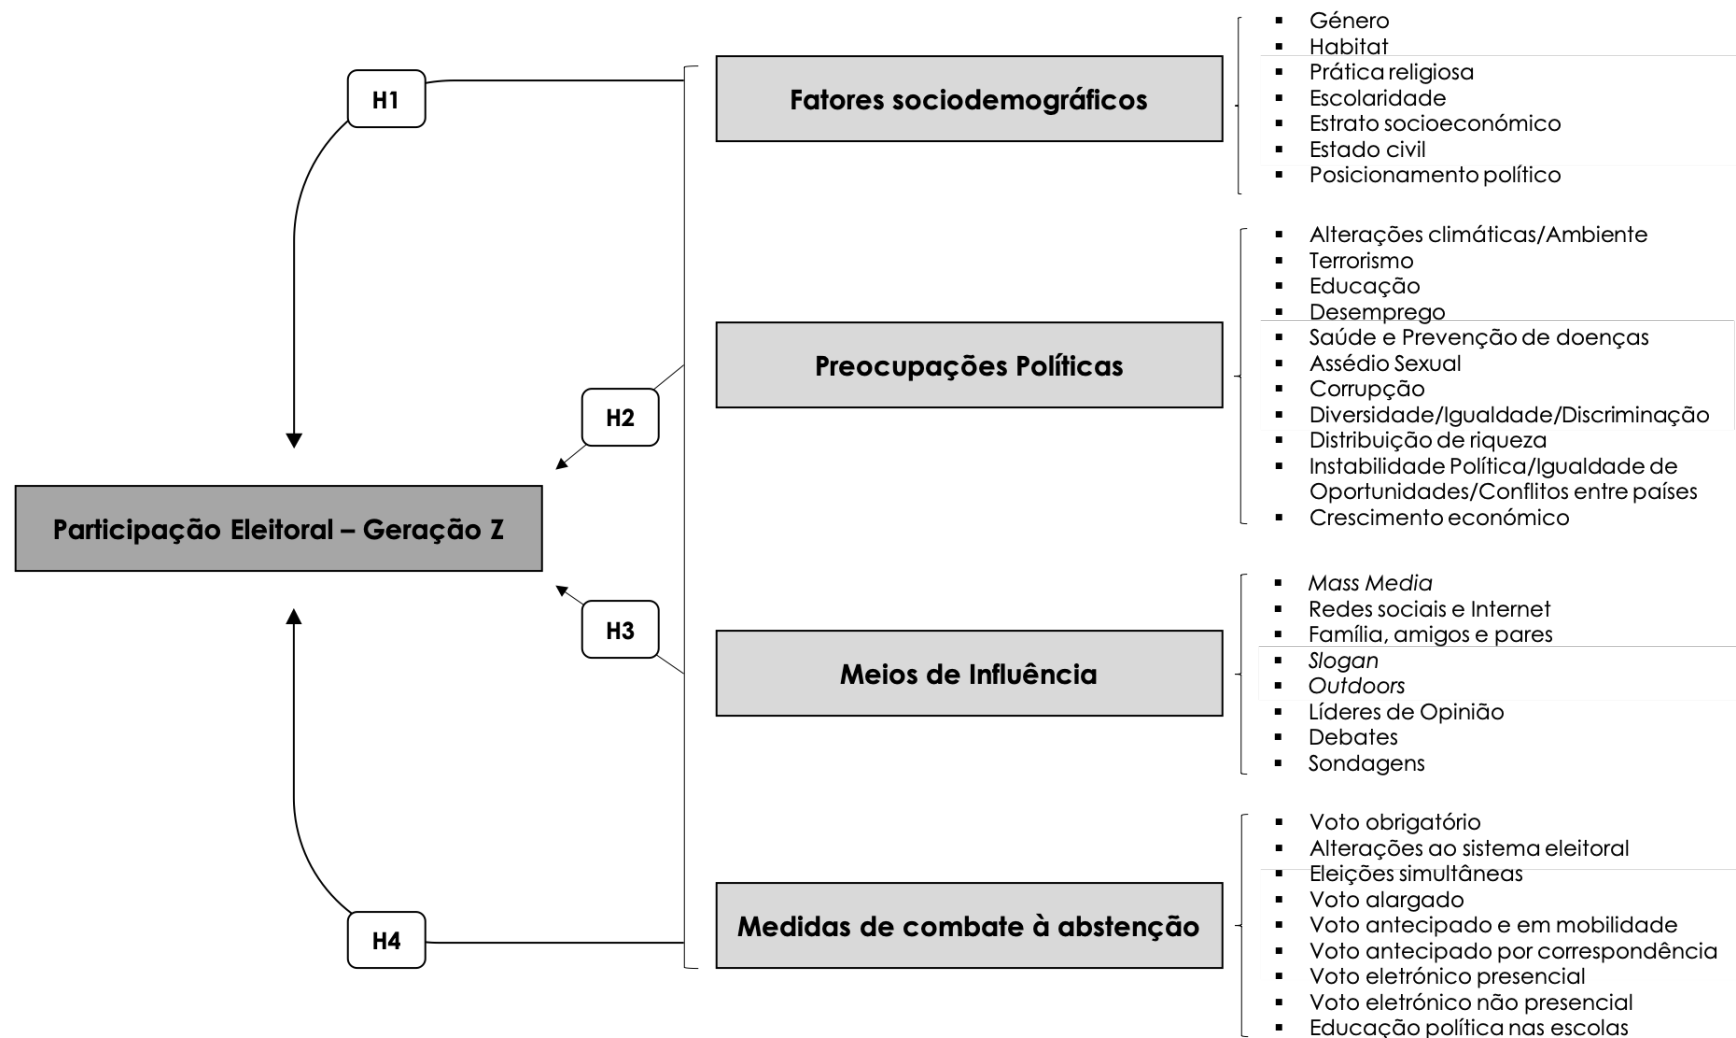 H1
Fatores sociodemográficos
Género
Habitat
Prática religiosa
Escolaridade
Estrato socioeconómico
Estado civil
Posicionamento político
H2
Preocupações Políticas
Alterações climáticas/Ambiente
Terrorismo
Educação
Desemprego
Saúde e Prevenção de doenças
Assédio Sexual
Corrupção
Diversidade/Igualdade/Discriminação
Distribuição de riqueza
Instabilidade Política/Igualdade de
Oportunidades/Conflitos entre países
Crescimento económico
Participação Eleitoral – Geração Z
H3
Meios de Influência
Mass Media
Redes sociais e Internet
Família, amigos e pares
Slogan
Outdoors
Líderes de Opinião
Debates
Sondagens
H4
Medidas de combate à abstenção
Voto obrigatório
Alterações ao sistema eleitoral
Eleições simultâneas
Voto alargado
Voto antecipado e em mobilidade
Voto antecipado por correspondência
Voto eletrónico presencial
Voto eletrónico não presencial
Educação política nas escolas